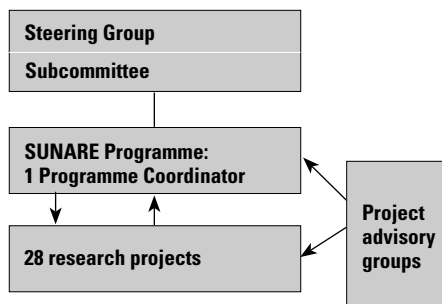 Steering Group
Subcommittee
SUNARE Programme:
1 Programme Coordinator
28 research projects
Project
advisory
groups